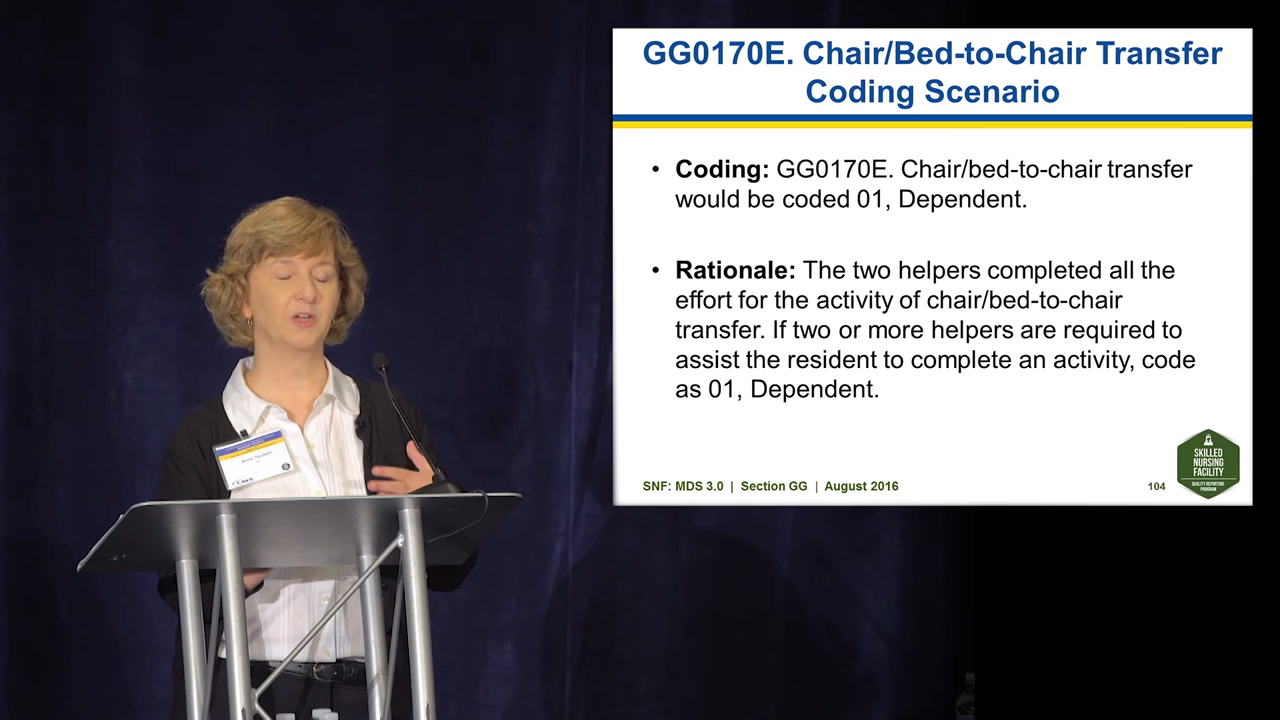 GG0170E. Chair/Bed-to-Chair Transfer
Coding Scenario
• Coding: GG0170E. Chair/bed-to-chair transfer
would be coded 01, Dependent.
• Rationale: The two helpers completed all the
effort for the activity of chair/bed-to-chair
transfer. If two or more helpers are required to
assist the resident to complete an activity, code
as 01, Dependent.
SNF: MDS 3.0 | Section GG | August 2016
104
SKILLED
NURSING
FACILITY
QUALITY REPORTING
PROGRAM